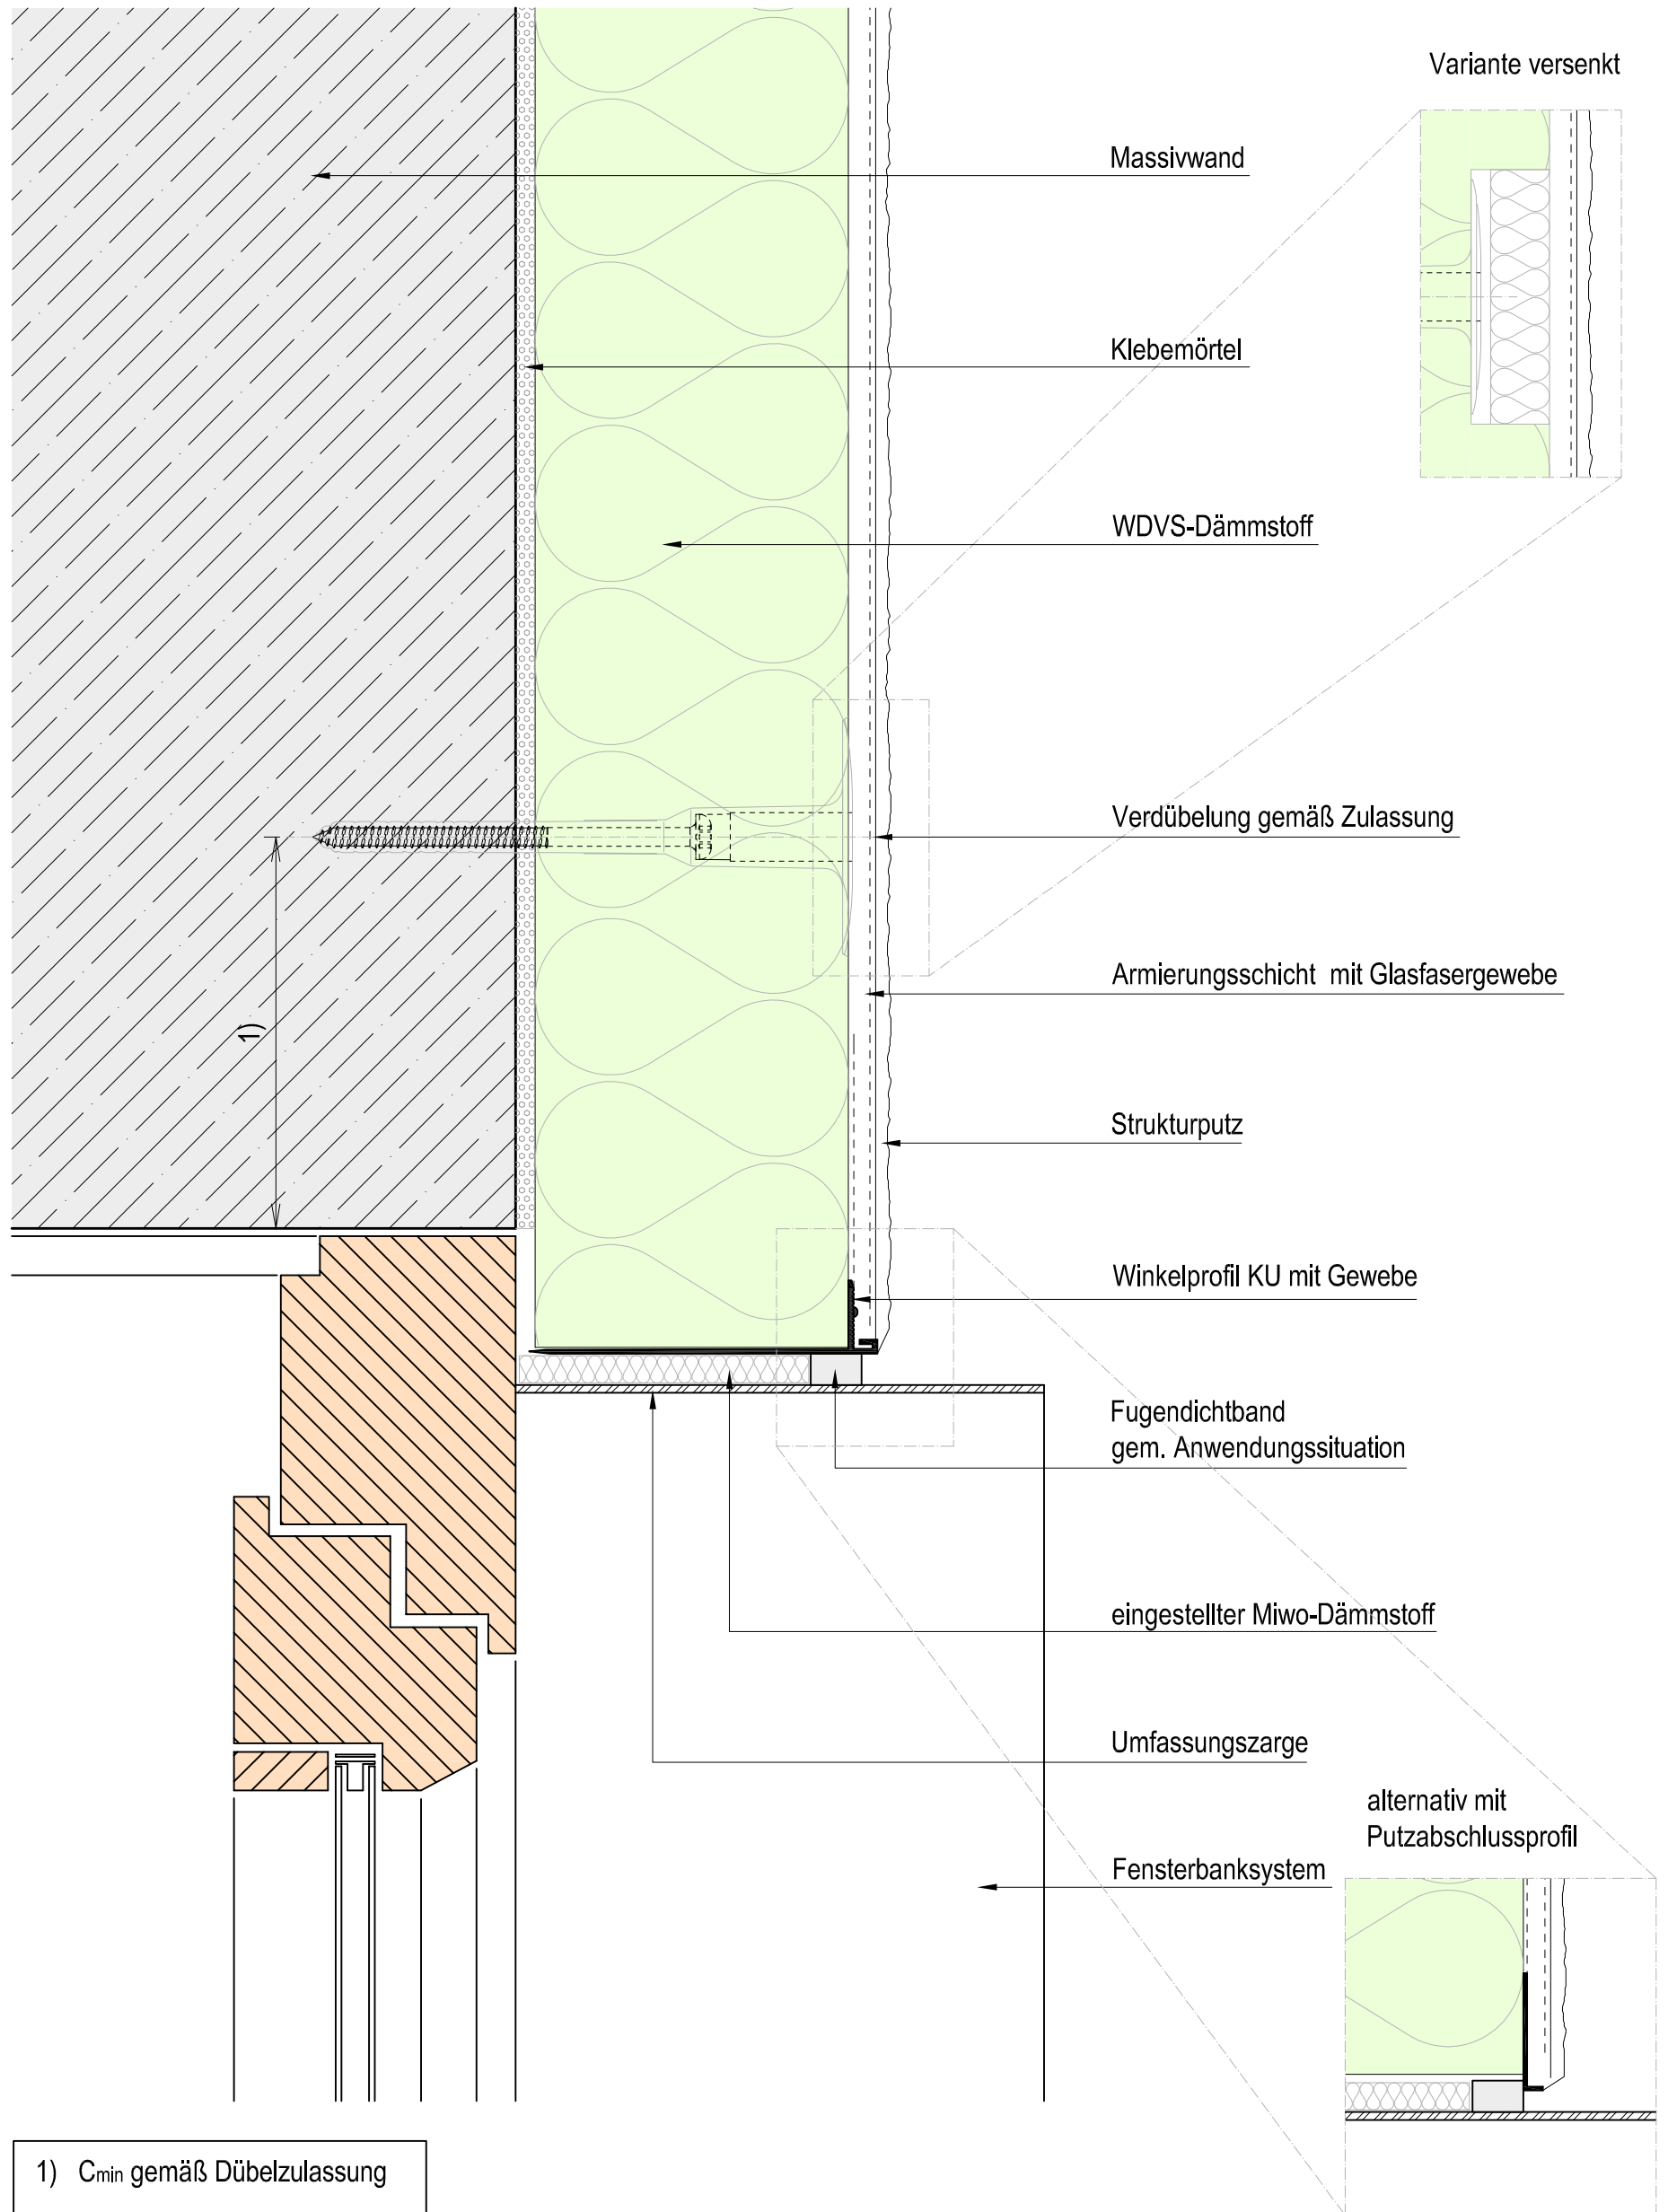 Variante versenkt
Massivwand
Klebemörtel
WDVS-Dämmstoff
Verdübelung gemäß Zulassung
Armierungsschicht mit Glasfasergewebe
1)
Strukturputz
Winkelprofil KU mit Gewebe
Fugendichtband
gem. Anwendungssituation
eingestellter Miwo-Dämmstoff
Umfassungszarge
alternativ mit
Putzabschlussprofil
Fensterbanksystem
1) Cmin gemäß Dübelzulassung